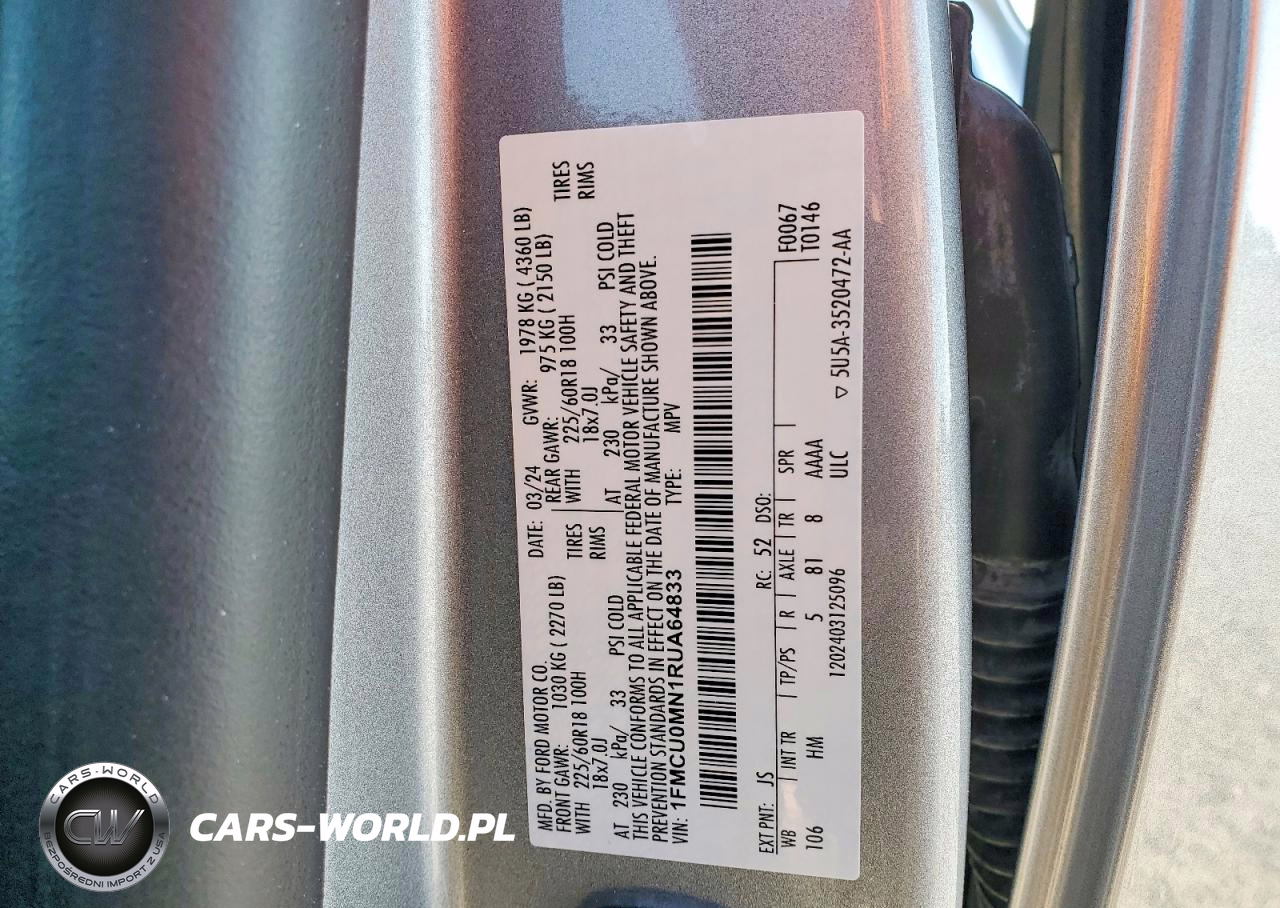 MFD. BY FORD MOTOR CO.
DATE: 03/24 GVWR: 1978 KG ( 4360 LB)
FRONT GAWR: 1030 KG ( 2270 LB)
REAR GAWR: 975 KG ( 2150 LB)
WITH 225/60R18 100H TIRES
WITH 225/60R18 100H TIRES
18x7.0J RIMS
18x7.0J RIMS
AT 230 kPa/ 33 PSI COLD
AT 230 kPa/ 33 PSI COLD
THIS VEHICLE CONFORMS TO ALL APPLICABLE FEDERAL MOTOR VEHICLE SAFETY AND THEFT
PREVENTION STANDARDS IN EFFECT ON THE DATE OF MANUFACTURE SHOWN ABOVE.
VIN: 1FMCU0MN1RUA64833 TYPE: MPV
EXT PNT: JS RC: 52 DSO:
WB INT TR TP/PS R AXLE TR SPR F0067
106 HM 5 81 8 AAAA T0146
1202403125096 ULC ▽ 5U5A-3520472-AA
CARS-WORLD
CW
BEZPOŚREDNI IMPORT Z USA
CARS-WORLD.PL